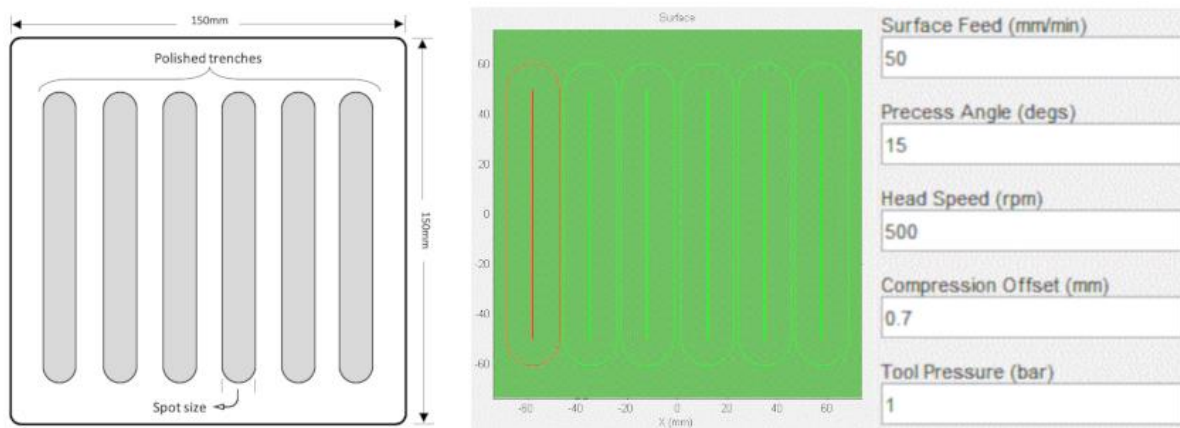 150mm
Polished trenches
150mm
Spot size
Surface
60
40
20
0
-20
-40
-60
-60 -40 -20 0 20 40 60
X (mm)
Surface Feed (mm/min)
50
Precess Angle (degs)
15
Head Speed (rpm)
500
Compression Offset (mm)
0.7
Tool Pressure (bar)
1